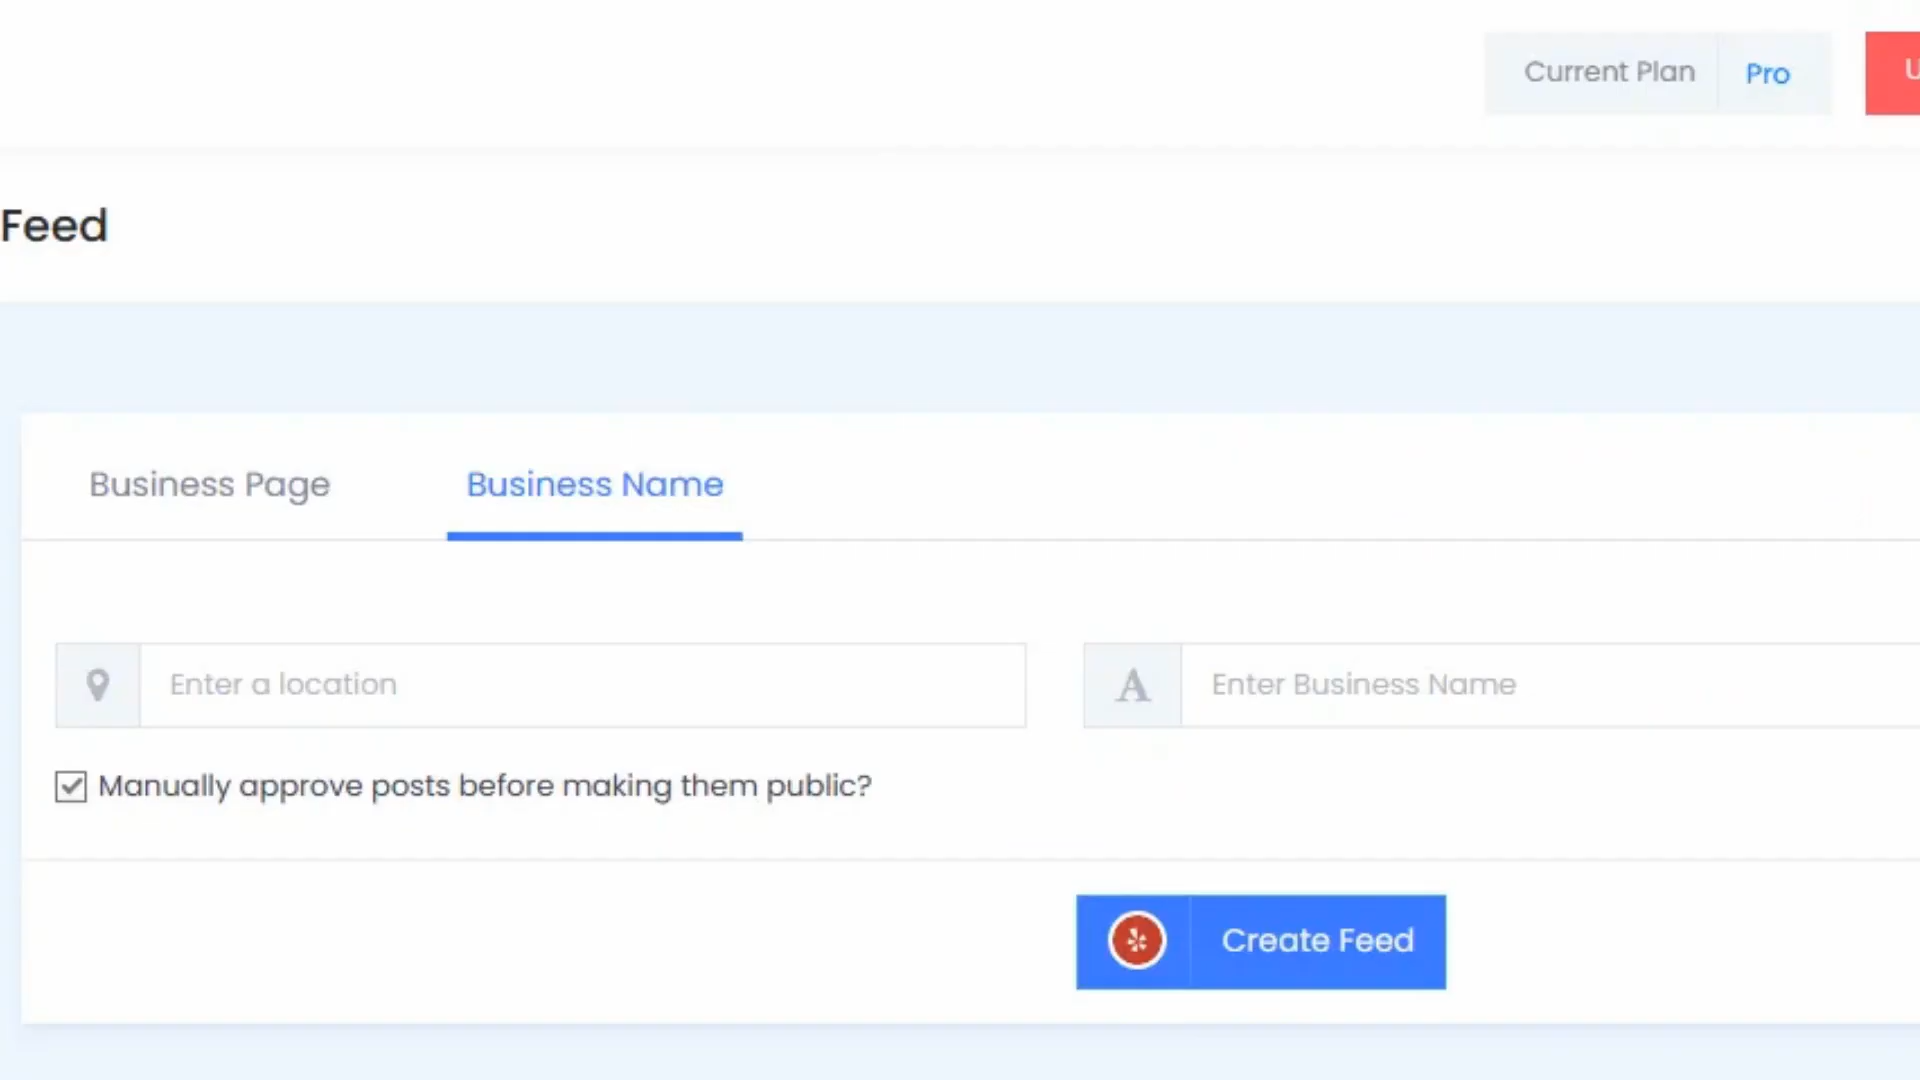 Current Plan Pro
Feed
Business Page Business Name
Enter a location Enter Business Name
Manually approve posts before making them public?
Create Feed